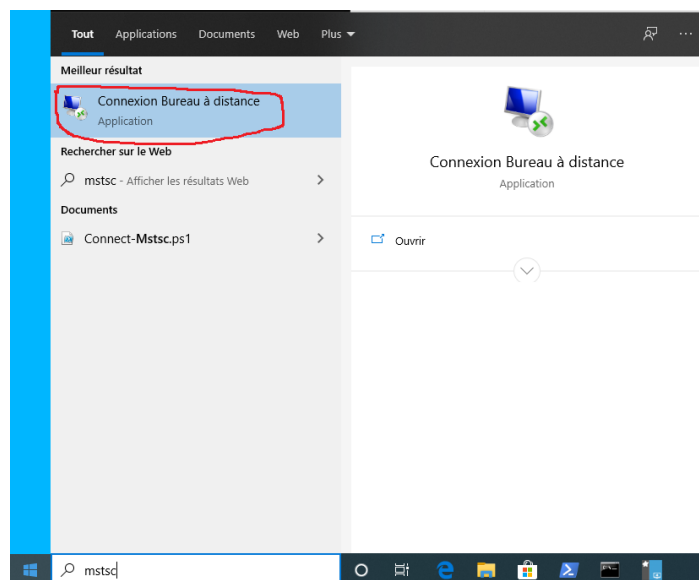 Tout Applications Documents Web Plus
Meilleur résultat
Connexion Bureau à distance
Application
Rechercher sur le Web
mstsc - Afficher les résultats Web
Documents
Connect-Mstsc.ps1
Connexion Bureau à distance
Application
Ouvrir
mstsc